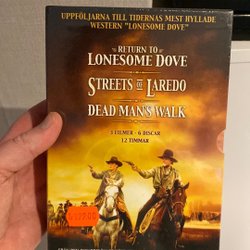 UPPFÖLJARNA TILL TIDERNAS MEST HYLLADE
WESTERN "LONESOME DOVE"
RETURN TO
LONESOME DOVE
STREETS OF LAREDO
DEAD MAN'S WALK
3 FILMER - 6 DISCAR
12 TIMMAR